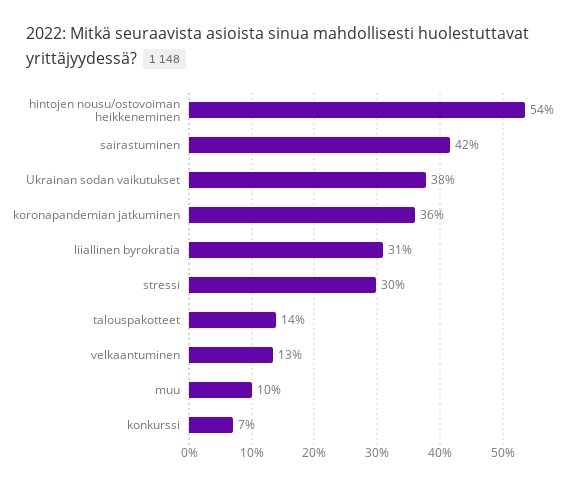 2022: Mitkä seuraavista asioista sinua mahdollisesti huolestuttavat
yrittäjyydessä? 1 148
hintojen nousu/ostovoiman
heikkeneminen
54%
sairastuminen
42%
Ukrainan sodan vaikutukset
38%
koronapandemian jatkuminen
36%
liiallinen byrokratia
31%
stressi
30%
talouspakotteet
14%
velkaantuminen
13%
muu
10%
konkurssi
7%
0% 10% 20% 30% 40% 50%